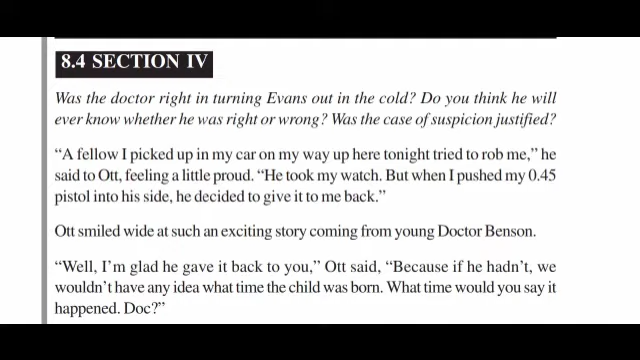 8.4 SECTION IV
Was the doctor right in turning Evans out in the cold? Do you think he will
ever know whether he was right or wrong? Was the case of suspicion justified?
“A fellow I picked up in my car on my way up here tonight tried to rob me,” he
said to Ott, feeling a little proud. “He took my watch. But when I pushed my 0.45
pistol into his side, he decided to give it to me back.”
Ott smiled wide at such an exciting story coming from young Doctor Benson.
“Well, I’m glad he gave it back to you,” Ott said, “Because if he hadn’t, we
wouldn’t have any idea what time the child was born. What time would you say it
happened. Doc?”